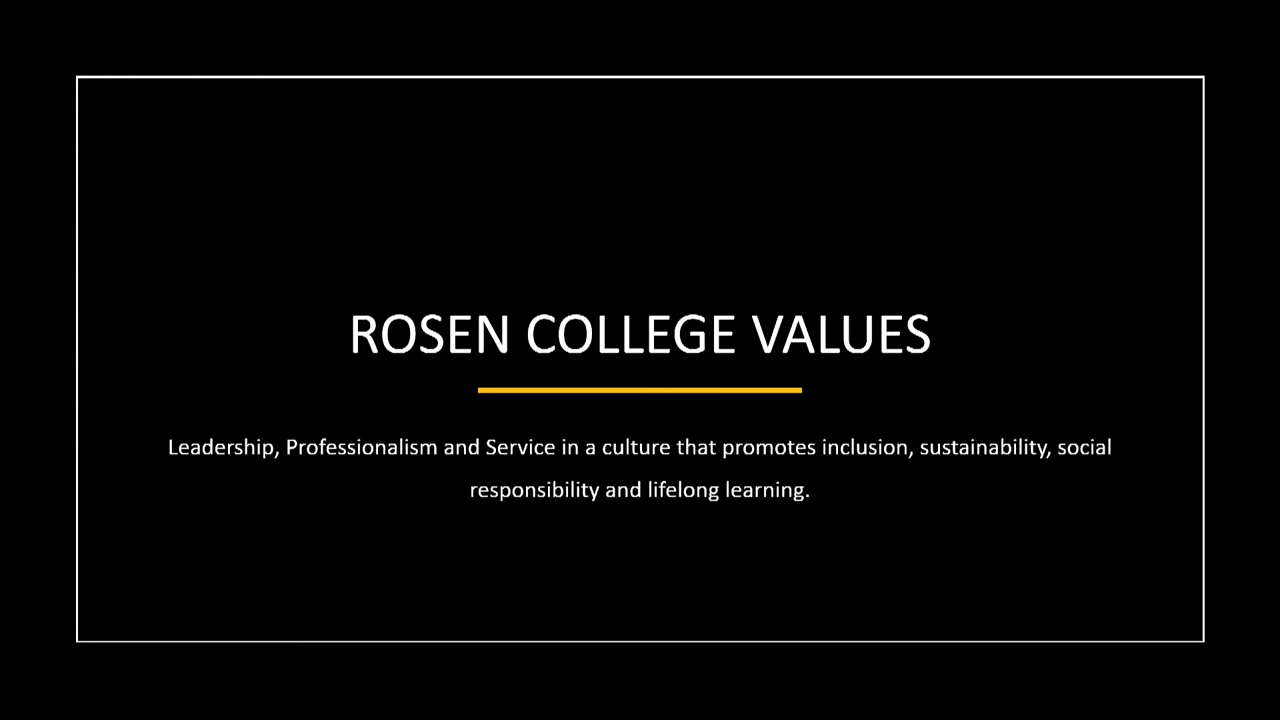 ROSEN COLLEGE VALUES
Leadership, Professionalism and Service in a culture that promotes inclusion, sustainability, social
responsibility and lifelong learning.